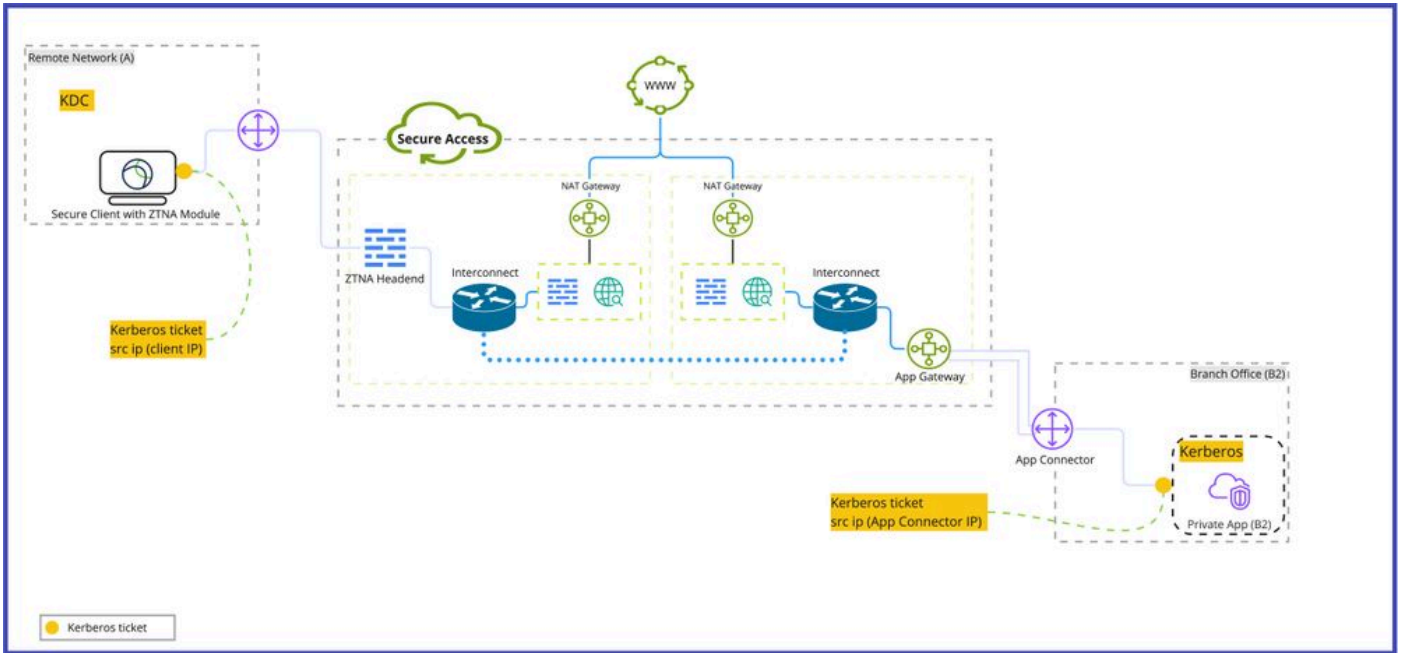 Remote Network (A)
KDC
Secure Client with ZTNA Module
Kerberos ticket
src ip (client IP)
WWW
Secure Access
NAT Gateway
NAT Gateway
ZTNA Headend
Interconnect
Interconnect
App Gateway
Branch Office (B2)
App Connector
Kerberos
Private App (B2)
Kerberos ticket
src ip (App Connector IP)
Kerberos ticket